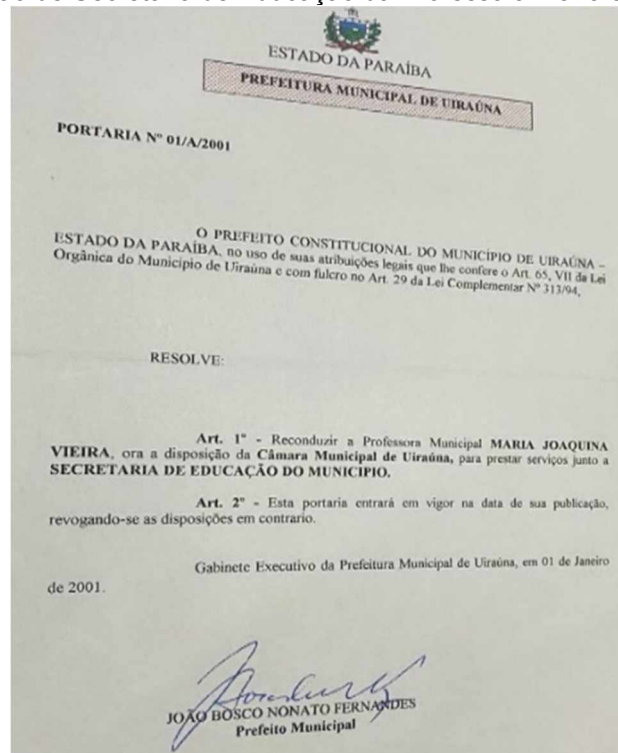 ESTADO DA PARAÍBA
PREFEITURA MUNICIPAL DE UIRAÚNA
PORTARIA Nº 01/A/2001
O PREFEITO CONSTITUCIONAL DO MUNICÍPIO DE UIRAÚNA –
ESTADO DA PARAÍBA, no uso de suas atribuições legais que lhe confere o Art. 65, VII da Lei
Orgânica do Município de Uiraúna e com fulcro no Art. 29 da Lei Complementar Nº 313/94,
RESOLVE:
Art. 1º - Reconduzir a Professora Municipal MARIA JOAQUINA
VIEIRA, ora a disposição da Câmara Municipal de Uiraúna, para prestar serviços junto a
SECRETARIA DE EDUCAÇÃO DO MUNICIPIO.
Art. 2º - Esta portaria entrará em vigor na data de sua publicação,
revogando-se as disposições em contrario.
Gabinete Executivo da Prefeitura Municipal de Uiraúna, em 01 de Janeiro
de 2001.
JOÃO BOSCO NONATO FERNANDES
Prefeito Municipal